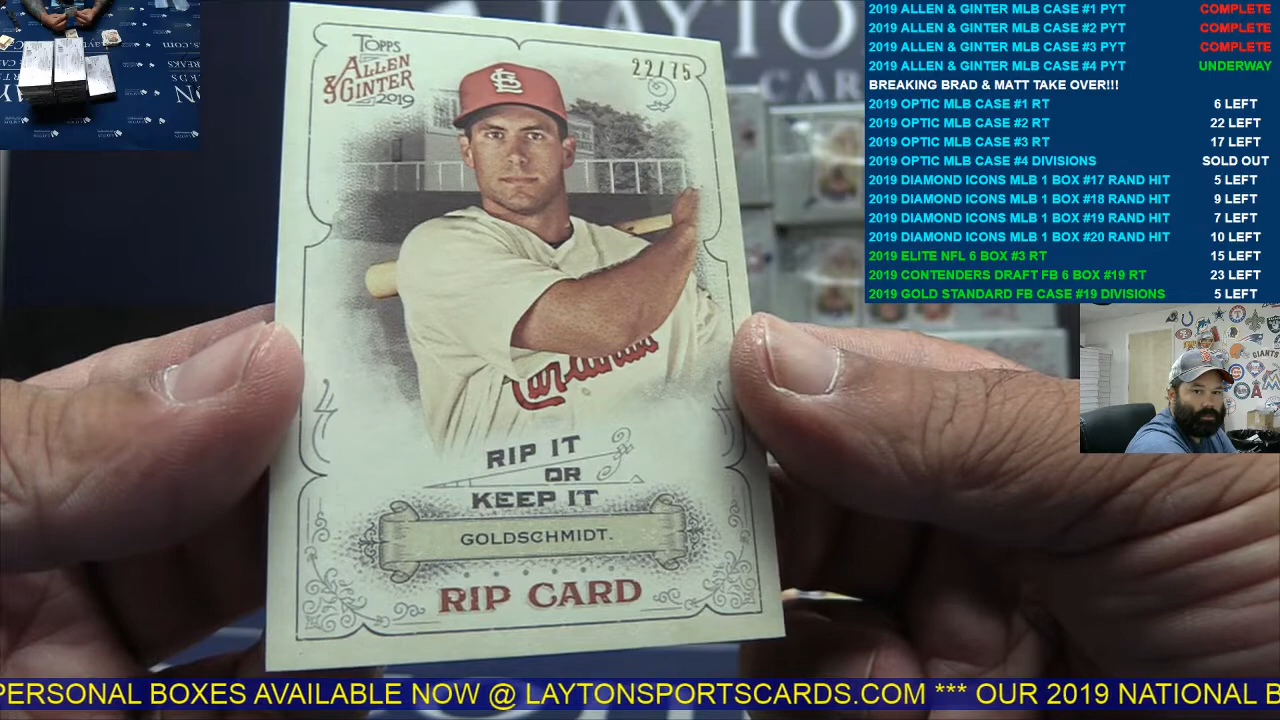 LAYTON
CARDS
2019 ALLEN & GINTER MLB CASE #1 PYT COMPLETE
2019 ALLEN & GINTER MLB CASE #2 PYT COMPLETE
2019 ALLEN & GINTER MLB CASE #3 PYT COMPLETE
2019 ALLEN & GINTER MLB CASE #4 PYT UNDERWAY
BREAKING BRAD & MATT TAKE OVER!!!
2019 OPTIC MLB CASE #1 RT 6 LEFT
2019 OPTIC MLB CASE #2 RT 22 LEFT
2019 OPTIC MLB CASE #3 RT 17 LEFT
2019 OPTIC MLB CASE #4 DIVISIONS SOLD OUT
2019 DIAMOND ICONS MLB 1 BOX #17 RAND HIT 5 LEFT
2019 DIAMOND ICONS MLB 1 BOX #18 RAND HIT 9 LEFT
2019 DIAMOND ICONS MLB 1 BOX #19 RAND HIT 7 LEFT
2019 DIAMOND ICONS MLB 1 BOX #20 RAND HIT 10 LEFT
2019 ELITE NFL 6 BOX #3 RT 15 LEFT
2019 CONTENDERS DRAFT FB 6 BOX #19 RT 23 LEFT
2019 GOLD STANDARD FB CASE #19 DIVISIONS 5 LEFT
TOPPS
ALLEN
& GINTER
2019
22/75
STL
Cardinals
RIP IT
OR
KEEP IT
GOLDSCHMIDT.
RIP CARD
GIANTS
PERSONAL BOXES AVAILABLE NOW @ LAYTONSPORTSCARDS.COM *** OUR 2019 NATIONAL B